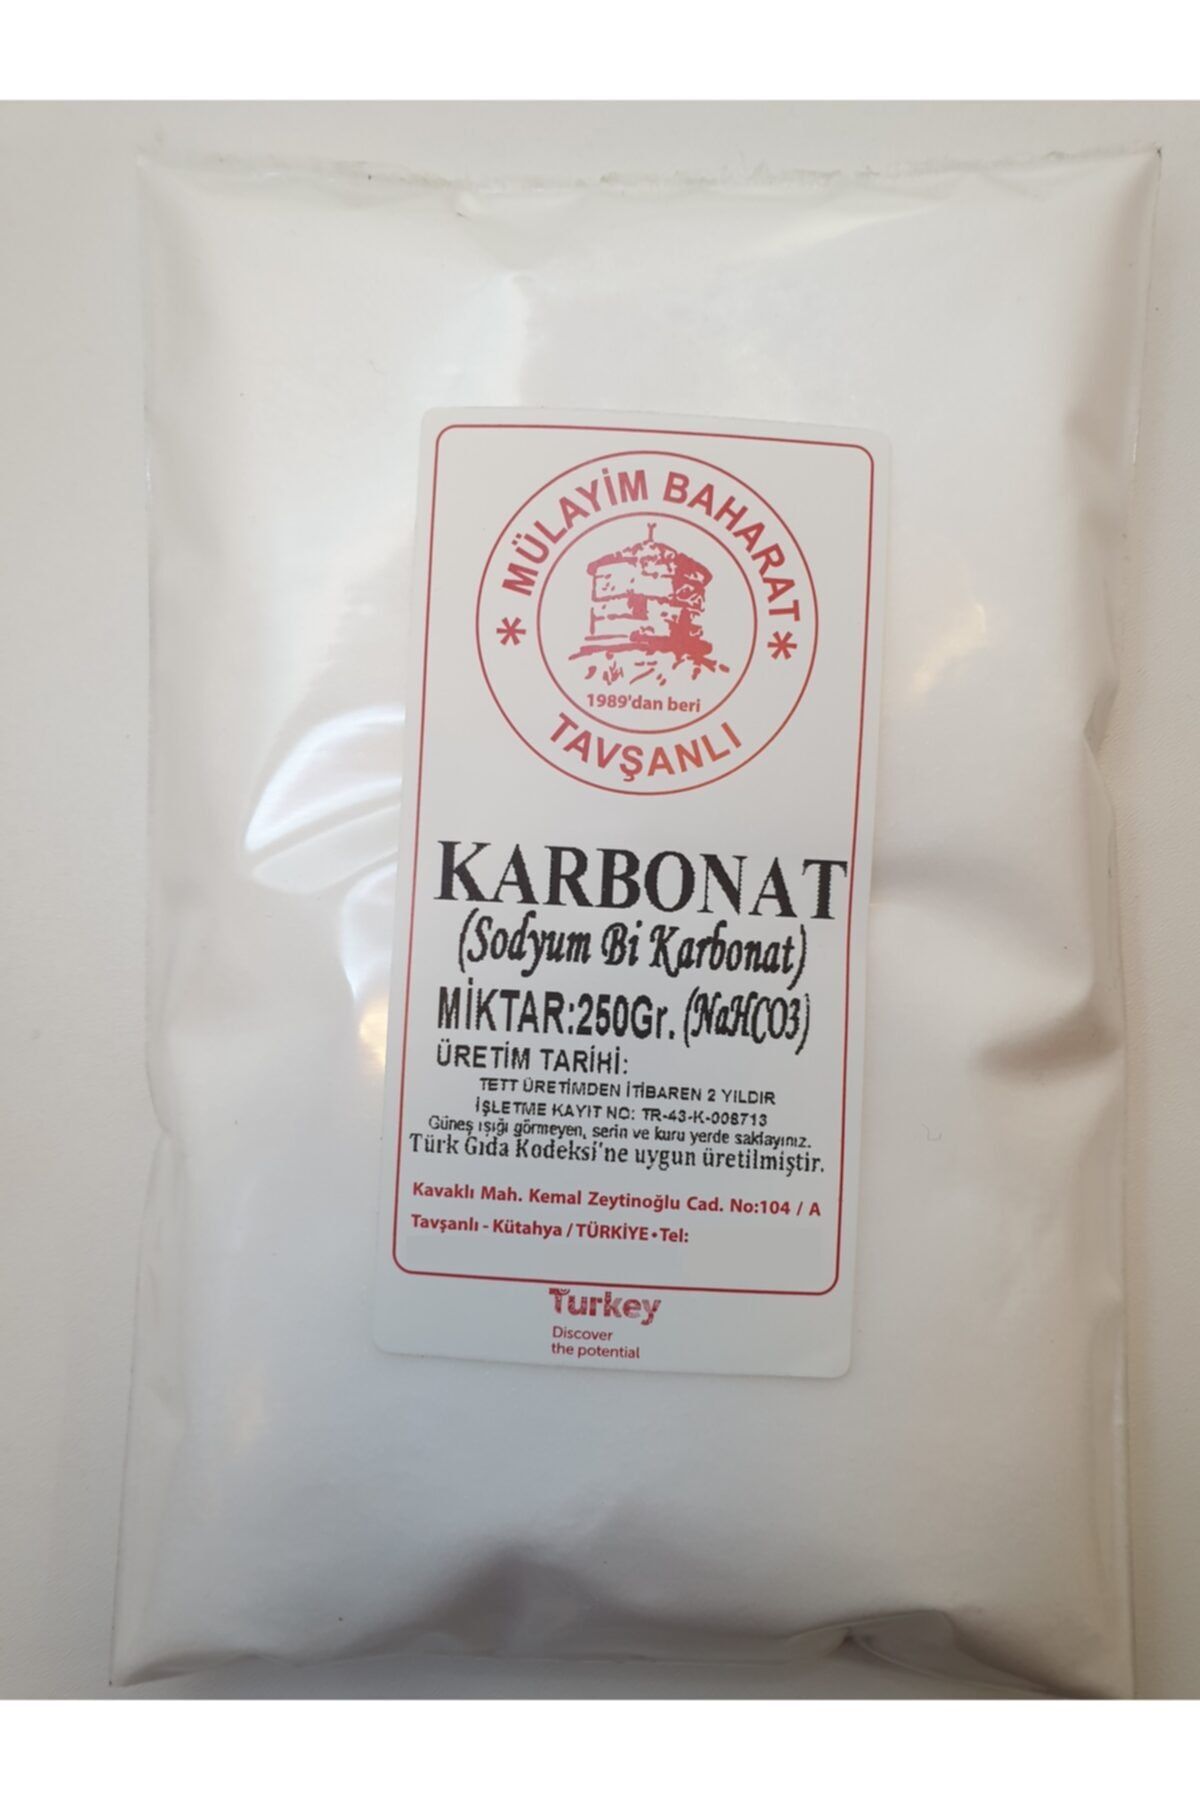 * MÜLAYİM BAHARAT *
1989'dan beri
TAVŞANLI
KARBONAT
(Sodyum Bi Karbonat)
MİKTAR:250Gr. (NaHCO3)
ÜRETİM TARİHİ:
TETT ÜRETİMDEN İTİBAREN 2 YILDIR
İŞLETME KAYIT NO: TR-43-K-008713
Güneş ışığı görmeyen, serin ve kuru yerde saklayınız.
Türk Gıda Kodeksi'ne uygun üretilmiştir.
Kavaklı Mah. Kemal Zeytinoğlu Cad. No:104 / A
Tavşanlı - Kütahya / TÜRKİYE • Tel:
Turkey
Discover
the potential